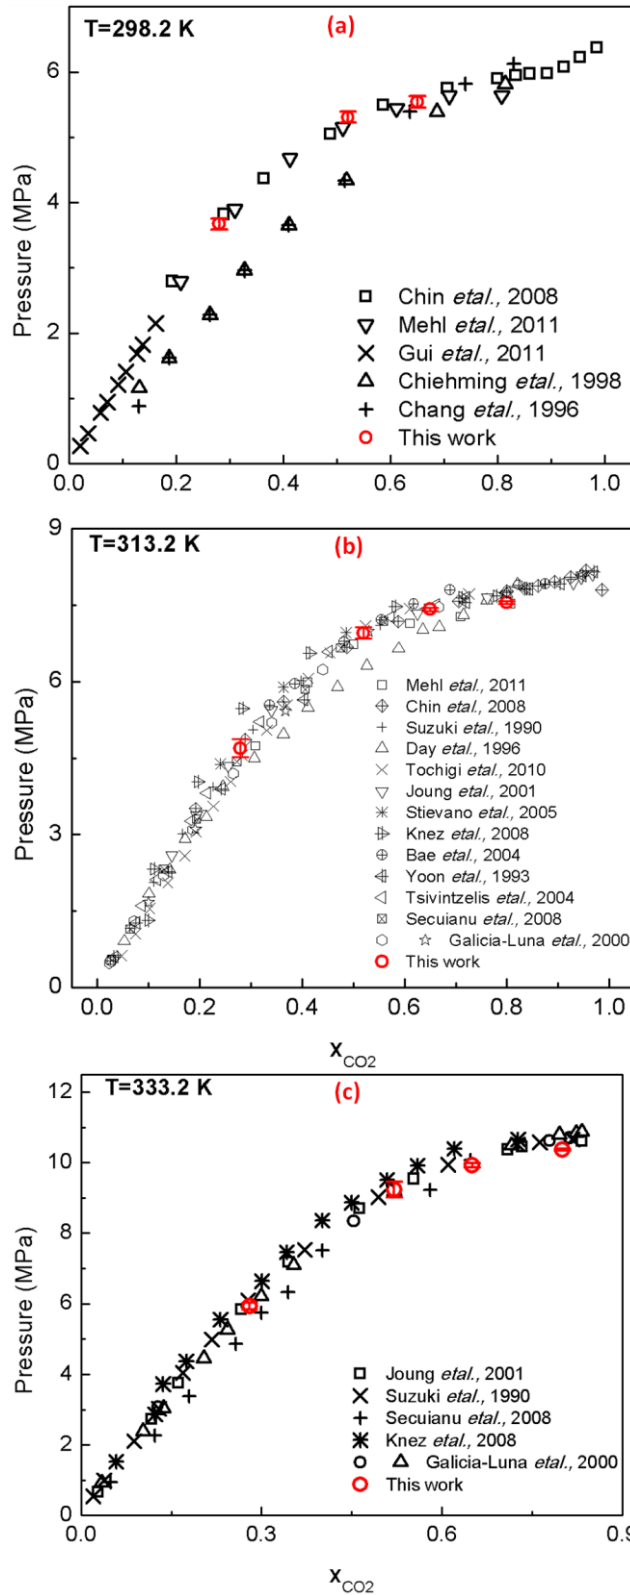 T=298.2 K
(a)
6
4
2
0
Pressure (MPa)
Chin etal., 2008
Mehl etal., 2011
Gui etal., 2011
Chiehming etal., 1998
Chang etal., 1996
This work
0.0 0.2 0.4 0.6 0.8 1.0
T=313.2 K
(b)
9
6
3
0
Pressure (MPa)
Mehl etal., 2011
Chin etal., 2008
Suzuki etal., 1990
Day etal., 1996
Tochigi etal., 2010
Joung etal., 2001
Stievano etal., 2005
Knez etal., 2008
Bae etal., 2004
Yoon etal., 1993
Tsivintzelis etal., 2004
Secuianu etal., 2008
Galicia-Luna etal., 2000
This work
0.0 0.2 0.4 0.6 0.8 1.0
xCO2
T=333.2 K
(c)
12
10
8
6
4
2
0
Pressure (MPa)
Joung etal., 2001
Suzuki etal., 1990
Secuianu etal., 2008
Knez etal., 2008
Galicia-Luna etal., 2000
This work
0.0 0.3 0.6 0.9
xCO2